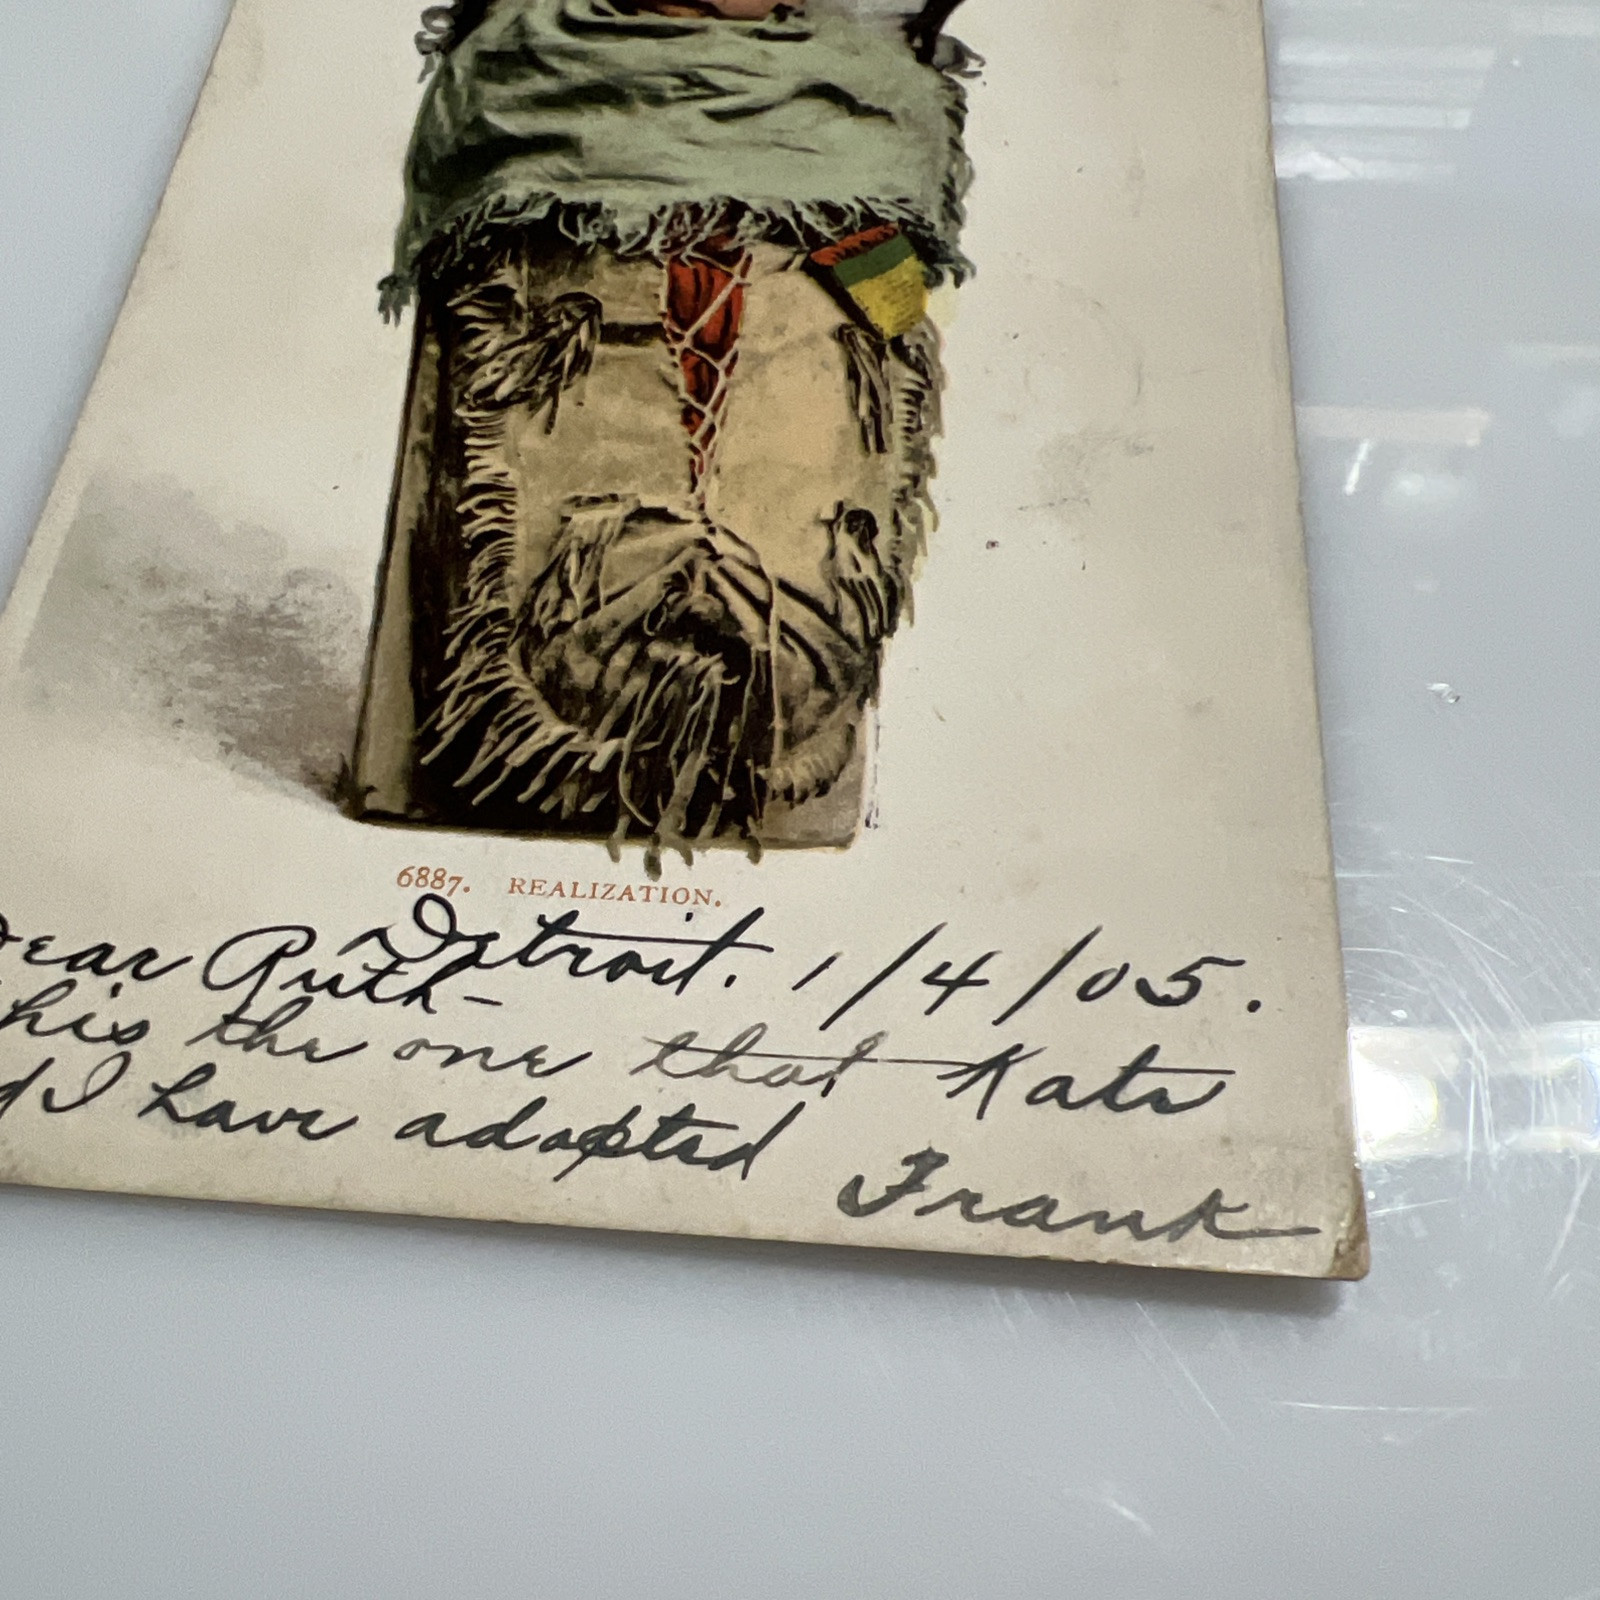 6887. REALIZATION.
Detroit. 1/4/05.
Dear Ruth-
This the one that Kate
d I have adopted
Frank